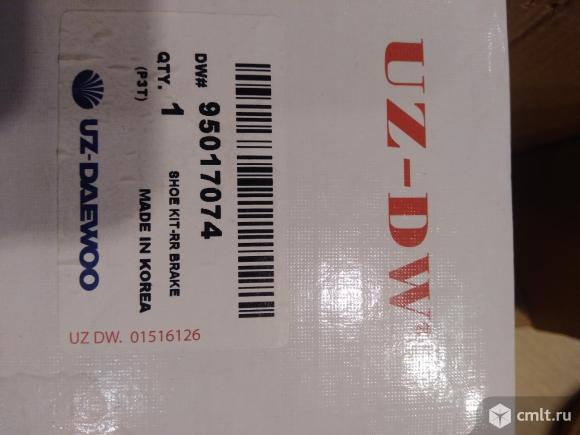 UZ-DW
DW# 95017074
QTY. 1 SHOE KIT-RR BRAKE
(P3T) MADE IN KOREA
UZ-DAEWOO
UZ DW. 01516126
cmlt.ru